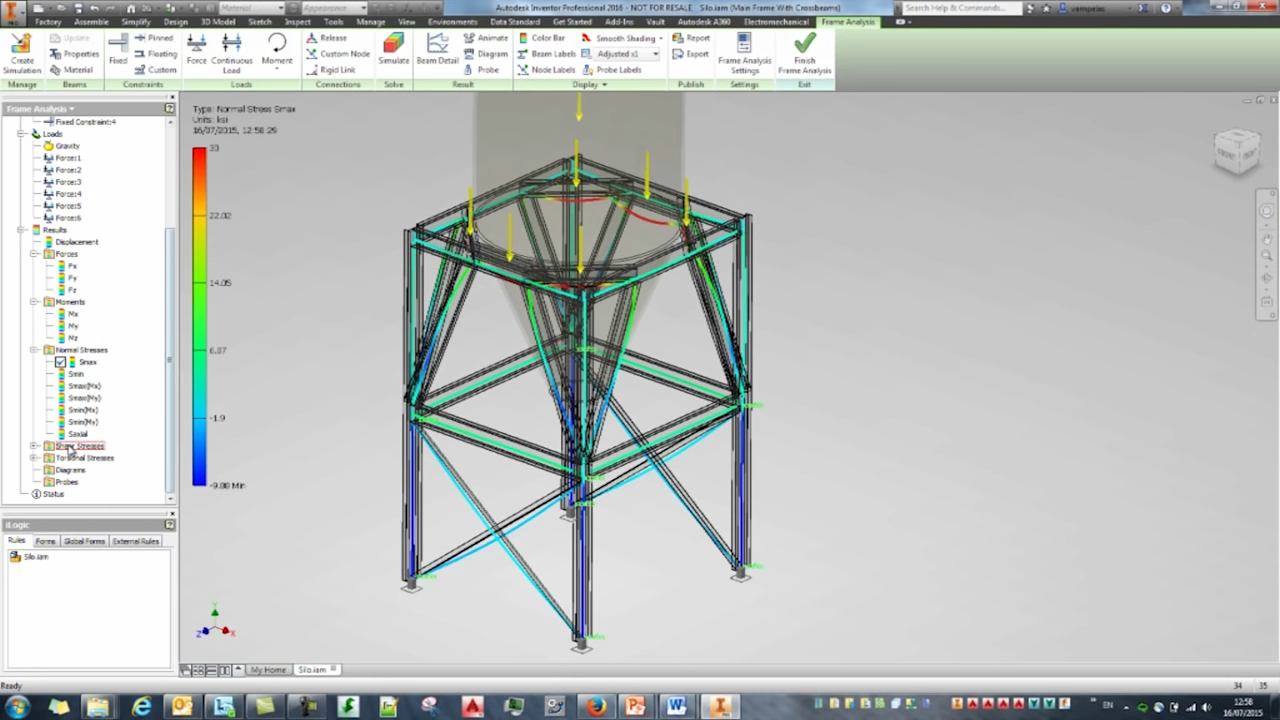 Material
Appearance
Autodesk Inventor Professional 2016 - NOT FOR RESALE Silo.iam (Main Frame With Crossbeams)
Search Help & Commands...
vamprias
Factory Assemble Simplify Design 3D Model Sketch Inspect Tools Manage View Environments Data Standard Get Started Add-Ins Vault Autodesk A360 Electromechanical Frame Analysis
Update Pinned Release Animate Color Bar Smooth Shading Report
Properties Floating Custom Node Diagram Beam Labels Adjusted x1 Export
Material Custom Rigid Link Probe Node Labels Probe Labels
Create Simulation
Fixed
Force
Continuous Load
Moment
Simulate
Beam Detail
Frame Analysis Settings
Finish Frame Analysis
Manage Beams Constraints Loads Connections Solve Result Display Publish Settings Exit
Frame Analysis
Fixed Constraint:4
Loads
Gravity
Force:1
Force:2
Force:3
Force:4
Force:5
Force:6
Results
Displacement
Forces
Fx
Fy
Fz
Moments
Mx
My
Mz
Normal Stresses
Smax
Smin
Smax(Mx)
Smax(My)
Smin(Mx)
Smin(My)
Saxial
Shear Stresses
Torsional Stresses
Diagrams
Probes
Status
iLogic
Rules Forms Global Forms External Rules
Silo.iam
Type: Normal Stress Smax
Units: ksi
16/07/2015, 12:58:29
30
22.02
14.05
6.07
-1.9
-9.88 Min
FRONT
Y
Z
X
My Home
Silo.iam
Ready
34 35
EN
12:58
16/07/2015